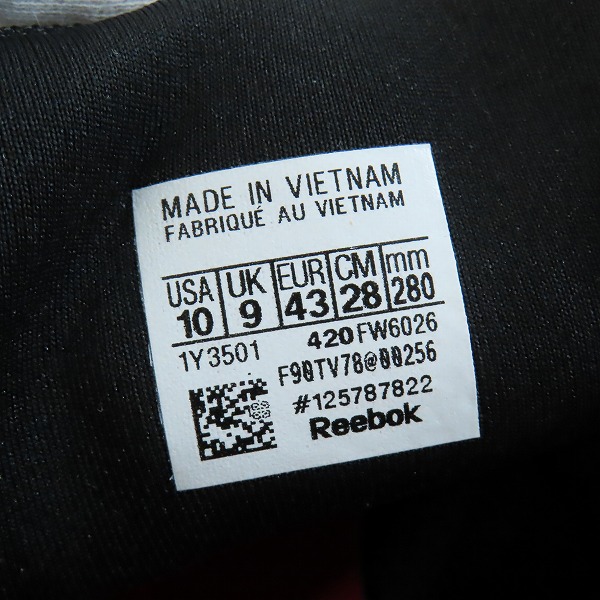 MADE IN VIETNAM
FABRIQUÉ AU VIETNAM
USA UK EUR CM mm
10 9 43 28 280
1Y3501 420 FW6026
F90TV78@00256
#125787822
Reebok